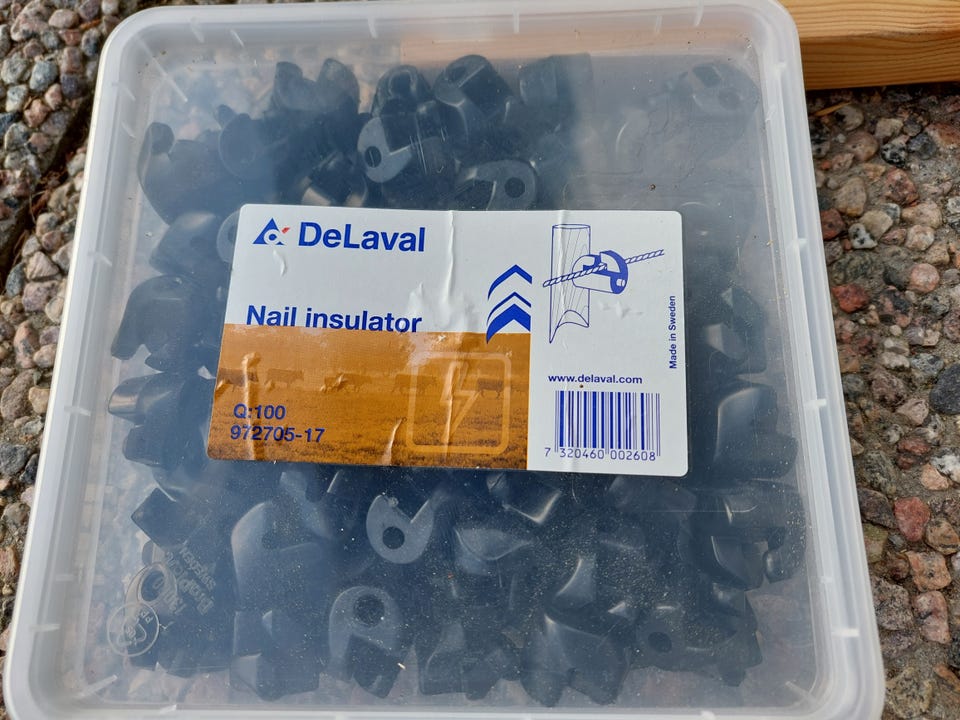 DeLaval
Nail insulator
Q:100
972705-17
www.delaval.com
7 320460 002608
Made in Sweden